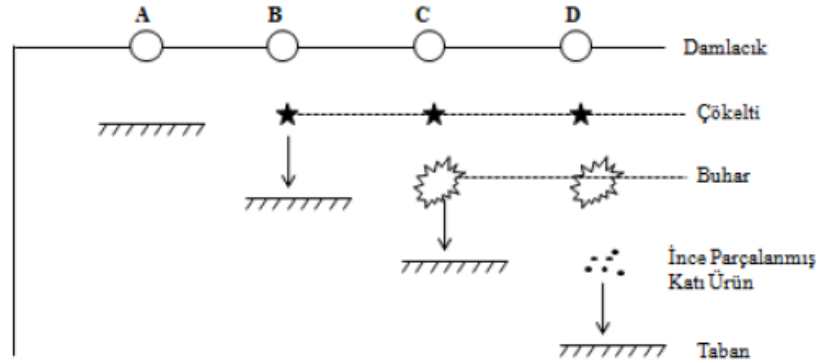 A B C D
Damlacık
Çökelti
Buhar
İnce Parçalanmış
Katı Ürün
Taban